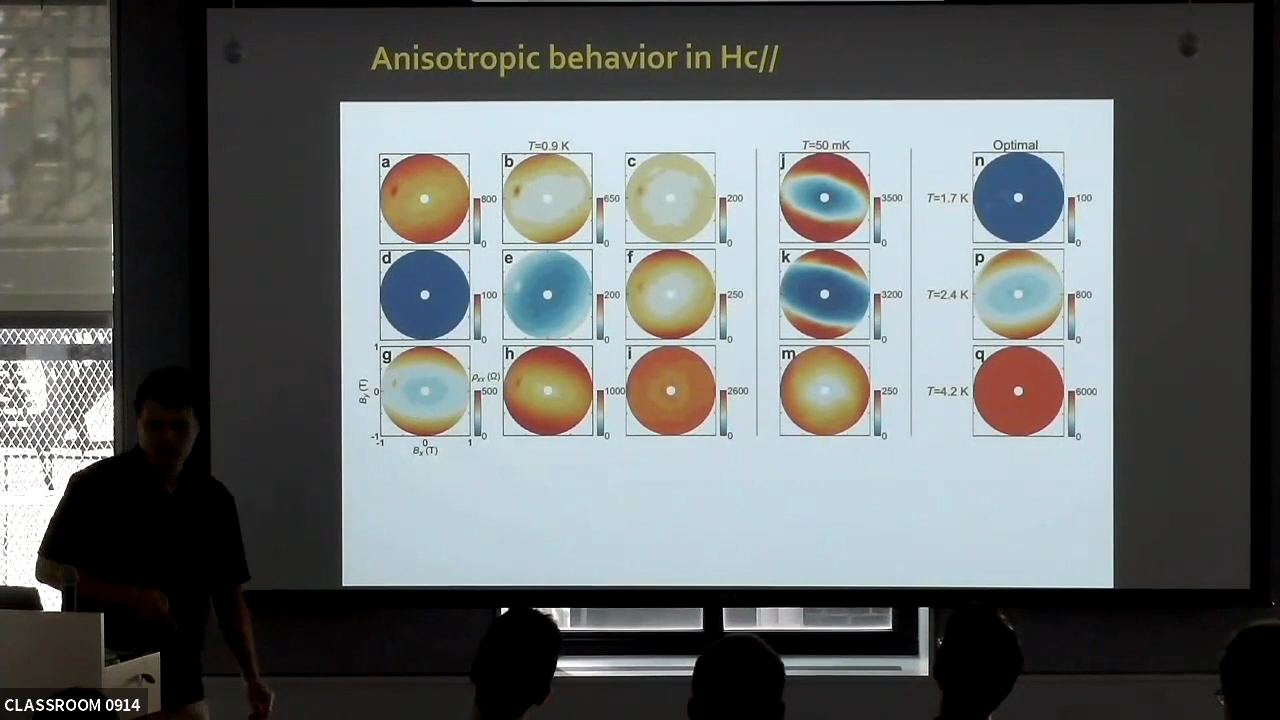 Anisotropic behavior in Hc//
T=0.9 K
T=50 mK
Optimal
a
800
0
b
650
0
c
200
0
j
3500
0
T=1.7 K
n
100
0
d
100
0
e
200
0
f
250
0
k
3200
0
T=2.4 K
p
800
0
g
ρxx (Ω)
500
0
h
1000
0
i
2600
0
m
250
0
T=4.2 K
q
6000
0
By (T)
1
0
-1
-1 0 1
Bx (T)
CLASSROOM 0914